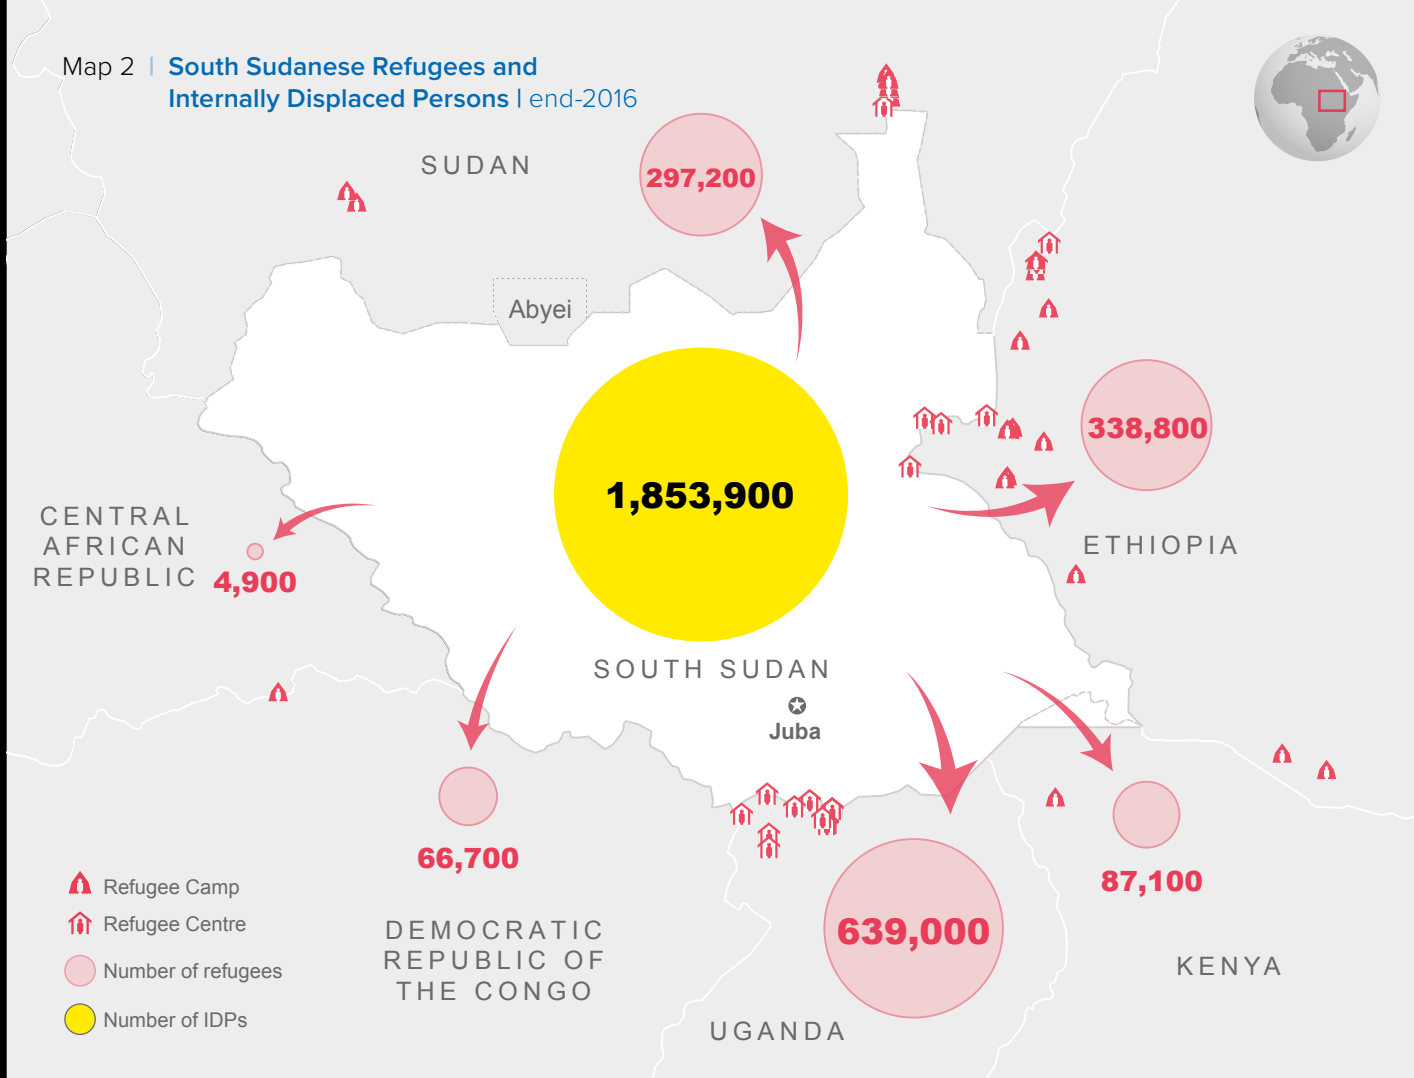 Map 2 | South Sudanese Refugees and
Internally Displaced Persons | end-2016
SUDAN
297,200
Abyei
338,800
1,853,900
CENTRAL
AFRICAN
REPUBLIC
4,900
ETHIOPIA
SOUTH SUDAN
Juba
66,700
87,100
639,000
DEMOCRATIC
REPUBLIC OF
THE CONGO
KENYA
UGANDA
Refugee Camp
Refugee Centre
Number of refugees
Number of IDPs